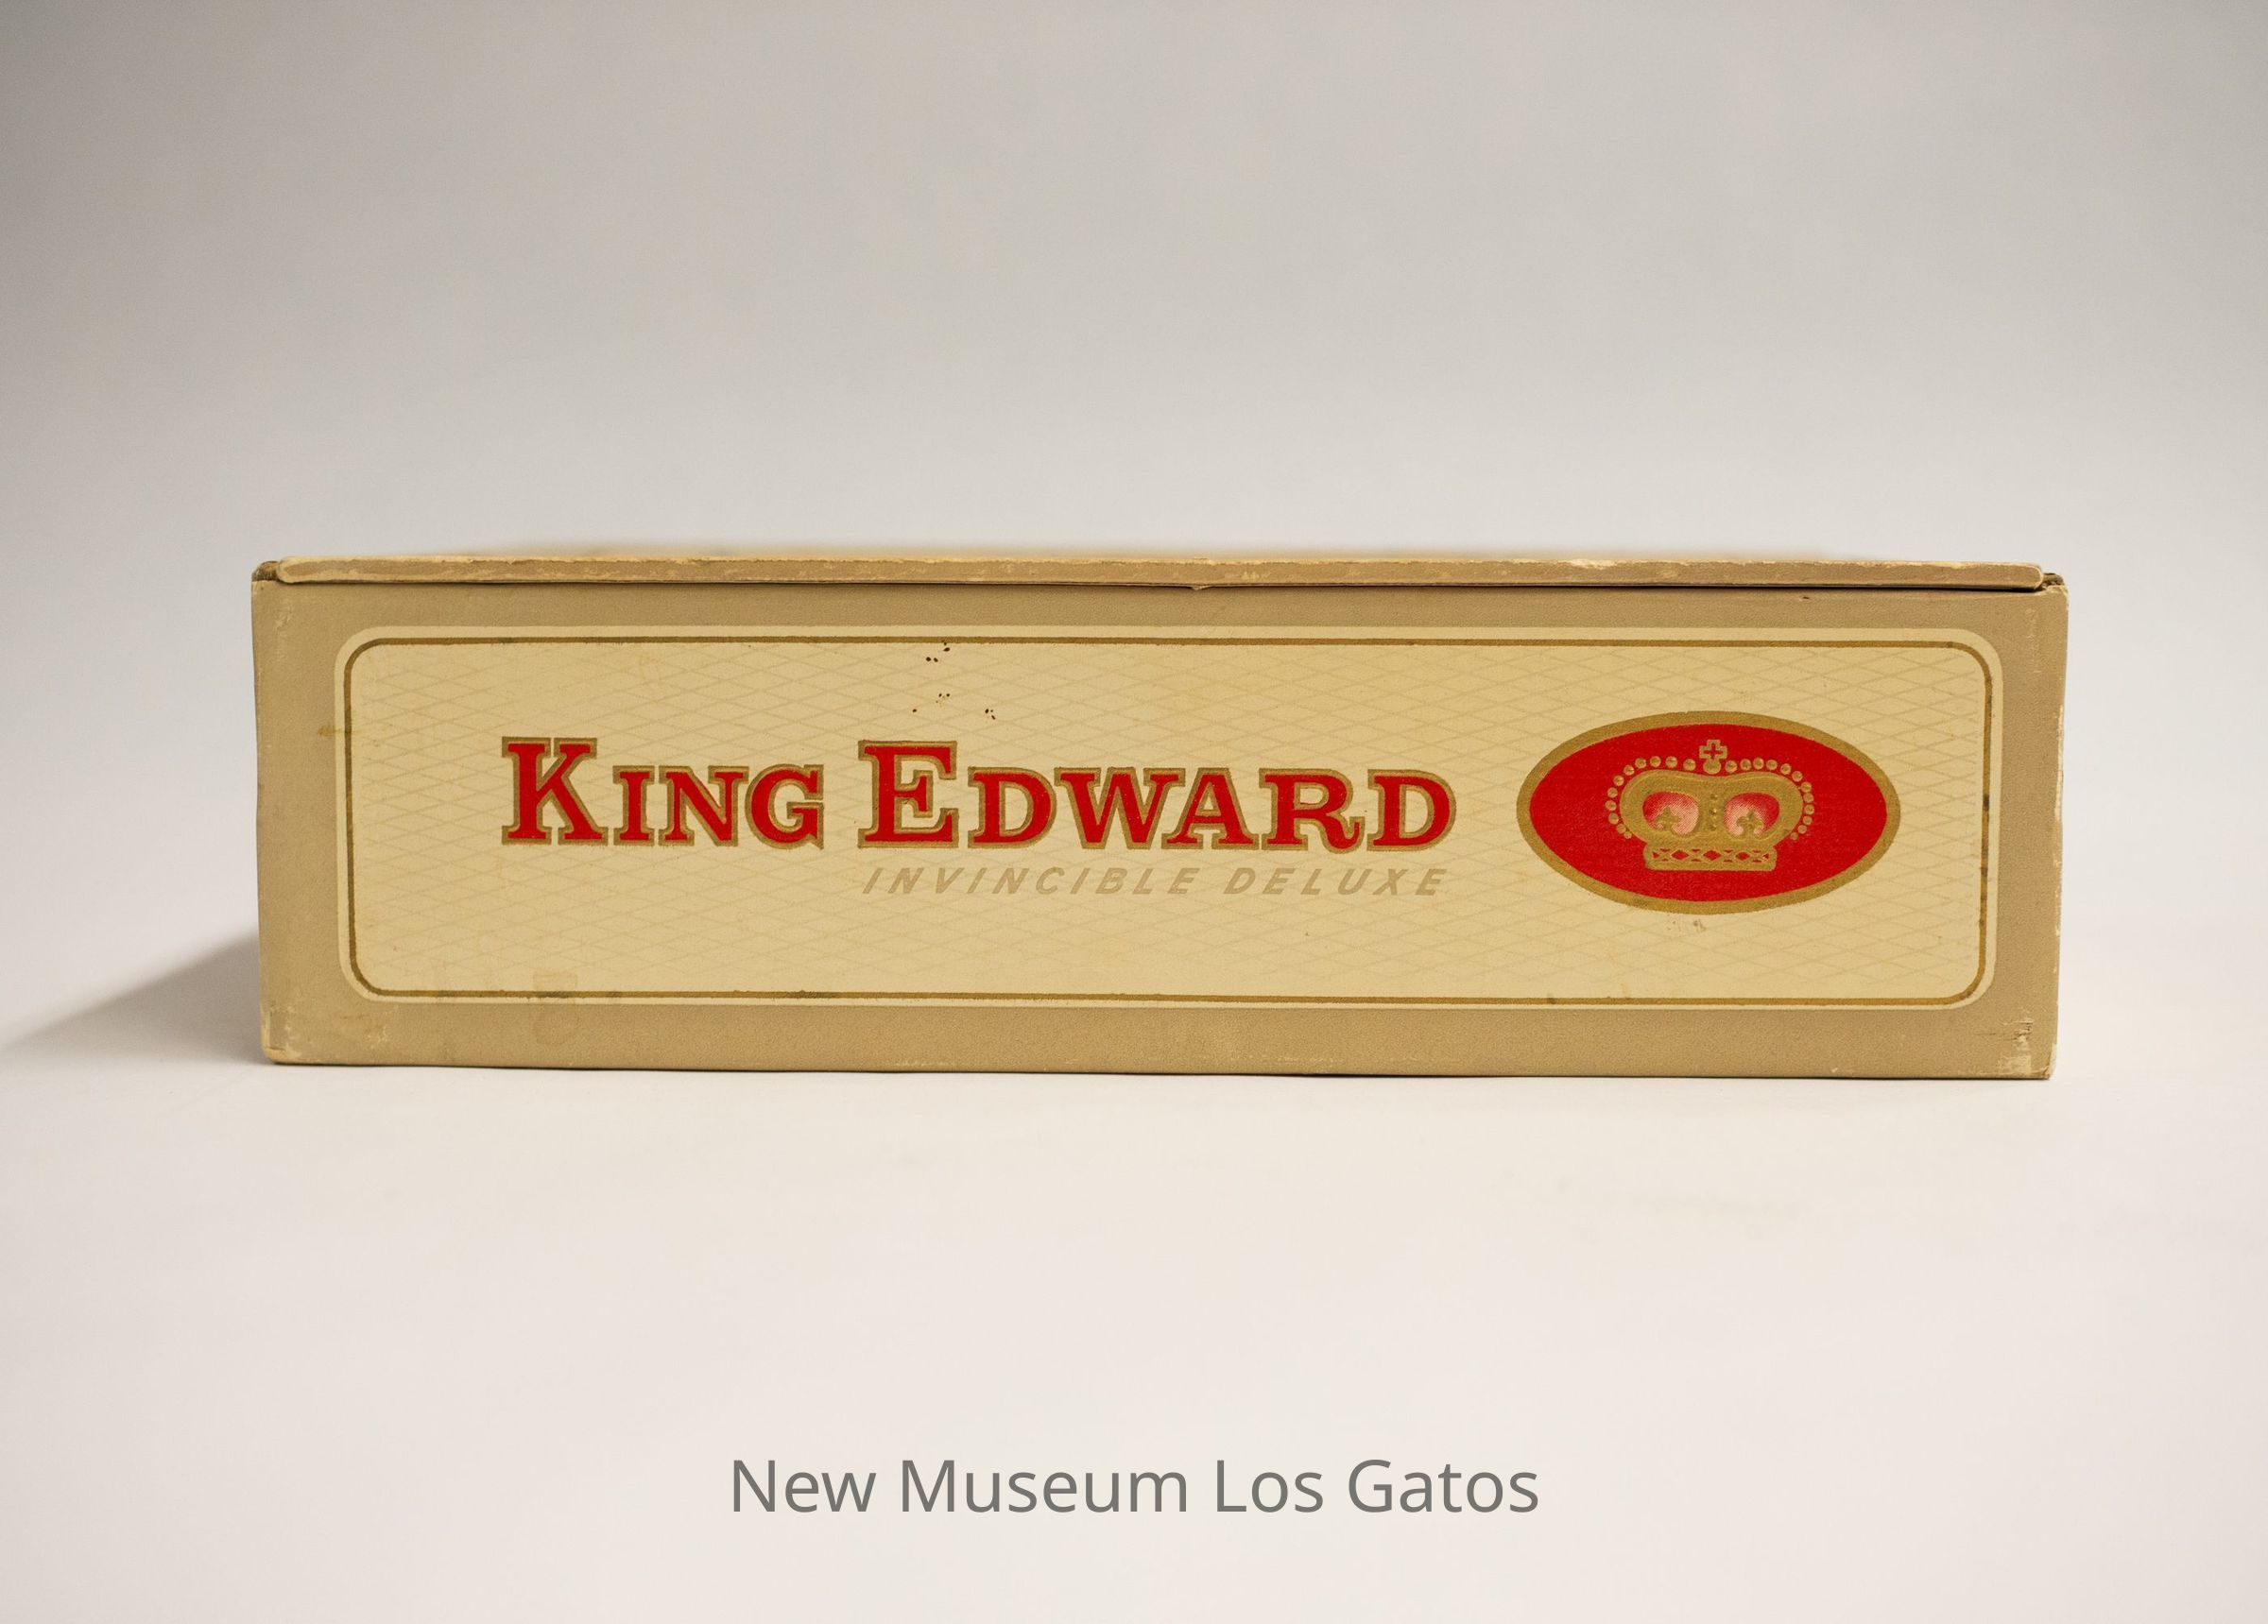 KING EDWARD
INVINCIBLE DELUXE
New Museum Los Gatos